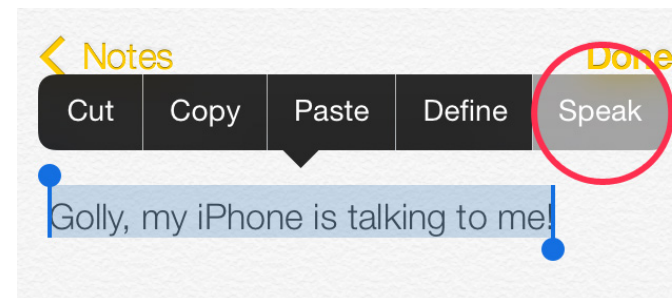 Notes Done
Cut Copy Paste Define Speak
Golly, my iPhone is talking to me!